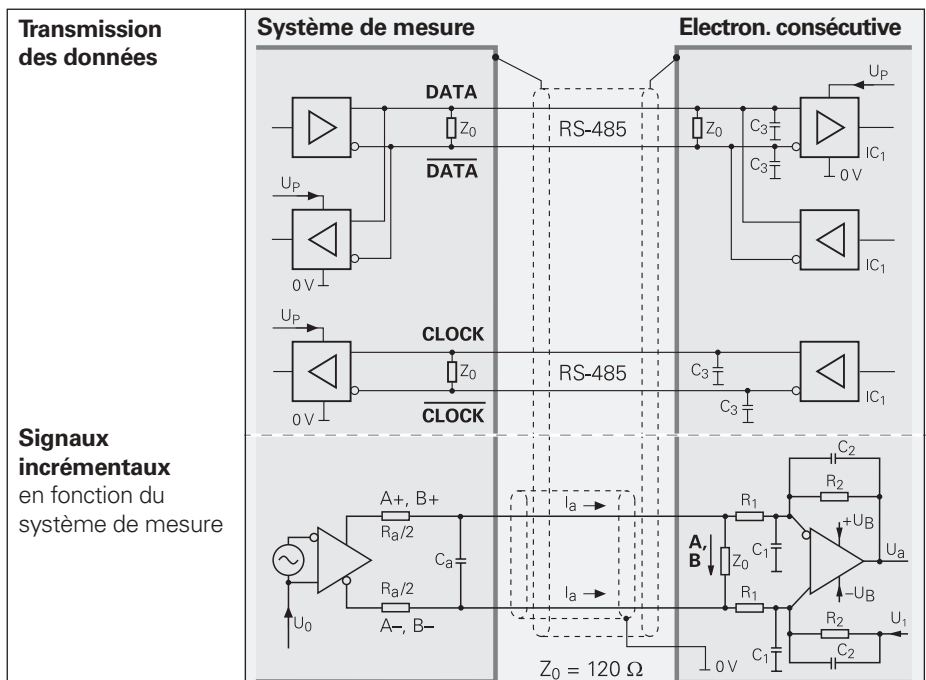 Transmission
des données
Système de mesure
Electron. consécutive
DATA
UP
Z0
RS-485
Z0
C3
DATA
C3
IC1
0 V
UP
IC1
0 V
UP
CLOCK
Z0
RS-485
C3
IC1
0 V
CLOCK
C3
Signaux
incrémentaux
en fonction du
système de mesure
C2
R2
A+, B+
Ra/2
Ia
R1
+UB
Ca
A,
B
Z0
C1
Ua
Ra/2
A–, B–
Ia
R1
–UB
U0
R2
U1
C1
C2
Z0 = 120 Ω
0 V